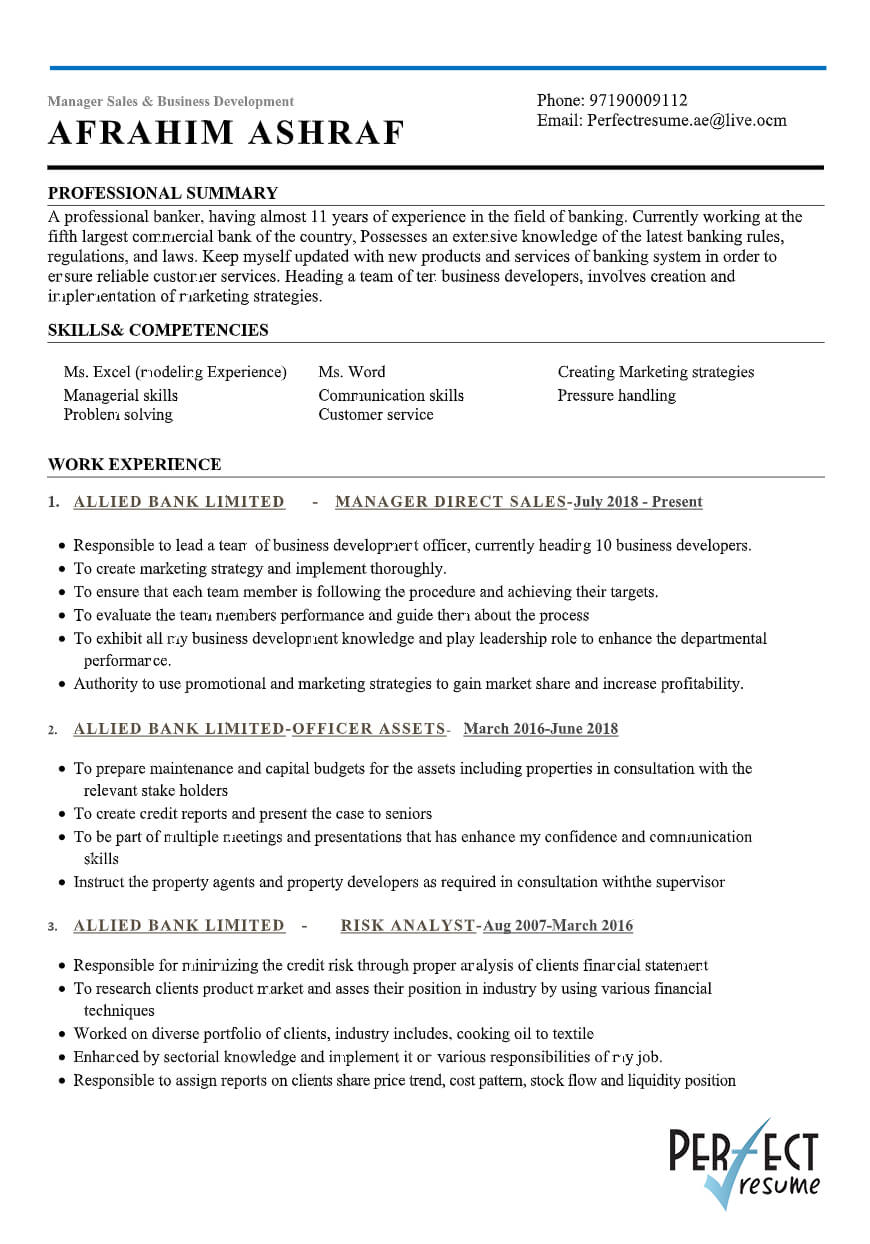 Manager Sales & Business Development
AFRAHIM ASHRAF
Phone: 97190009112
Email: Perfectresume.ae@live.ocm
PROFESSIONAL SUMMARY
A professional banker, having almost 11 years of experience in the field of banking. Currently working at the
fifth largest commercial bank of the country, Possesses an extensive knowledge of the latest banking rules,
regulations, and laws. Keep myself updated with new products and services of banking system in order to
ensure reliable customer services. Heading a team of ten business developers, involves creation and
implementation of marketing strategies.
SKILLS& COMPETENCIES
Ms. Excel (modeling Experience) Ms. Word Creating Marketing strategies
Managerial skills Communication skills Pressure handling
Problem solving Customer service
WORK EXPERIENCE
1. ALLIED BANK LIMITED - MANAGER DIRECT SALES-July 2018 - Present
• Responsible to lead a team of business development officer, currently heading 10 business developers.
• To create marketing strategy and implement thoroughly.
• To ensure that each team member is following the procedure and achieving their targets.
• To evaluate the team members performance and guide them about the process
• To exhibit all my business development knowledge and play leadership role to enhance the departmental
performance.
• Authority to use promotional and marketing strategies to gain market share and increase profitability.
2. ALLIED BANK LIMITED-OFFICER ASSETS- March 2016-June 2018
• To prepare maintenance and capital budgets for the assets including properties in consultation with the
relevant stake holders
• To create credit reports and present the case to seniors
• To be part of multiple meetings and presentations that has enhance my confidence and communication
skills
• Instruct the property agents and property developers as required in consultation withthe supervisor
3. ALLIED BANK LIMITED - RISK ANALYST-Aug 2007-March 2016
• Responsible for minimizing the credit risk through proper analysis of clients financial statement
• To research clients product market and asses their position in industry by using various financial
techniques
• Worked on diverse portfolio of clients, industry includes, cooking oil to textile
• Enhanced by sectorial knowledge and implement it or various responsibilities of my job.
• Responsible to assign reports on clients share price trend, cost pattern, stock flow and liquidity position
PERFECT
resume